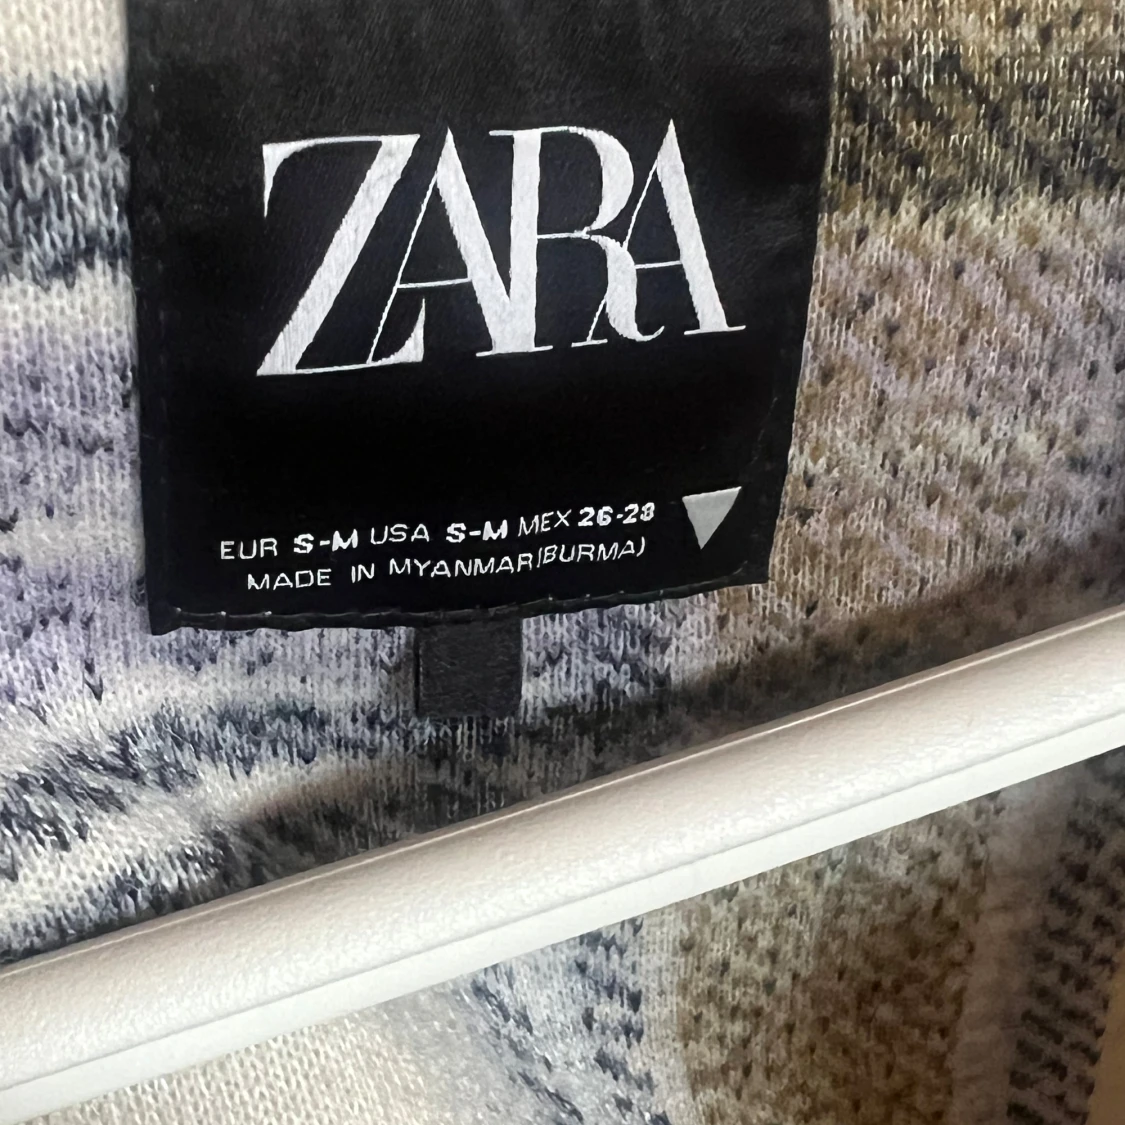 ZARA
EUR S-M USA S-M MEX 26-28
MADE IN MYANMAR(BURMA)